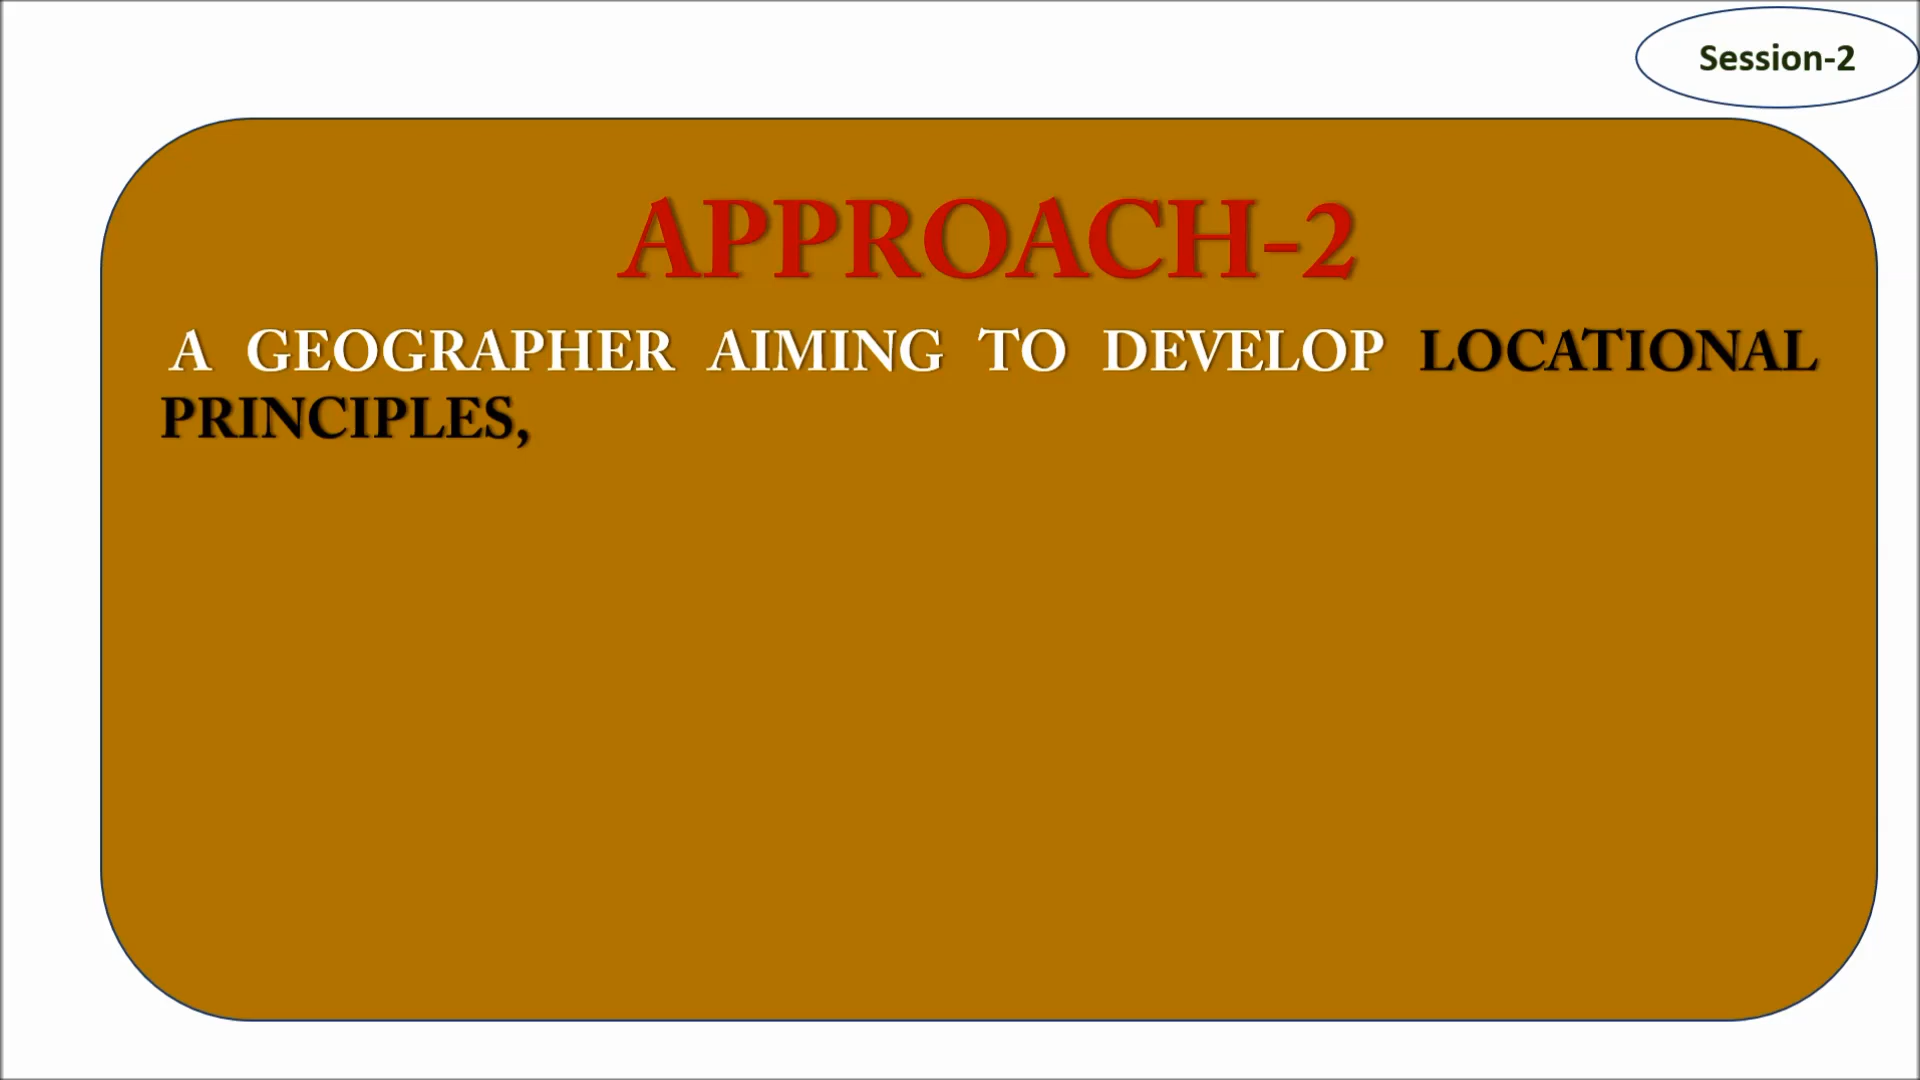 Session-2
APPROACH-2
A GEOGRAPHER AIMING TO DEVELOP LOCATIONAL
PRINCIPLES,